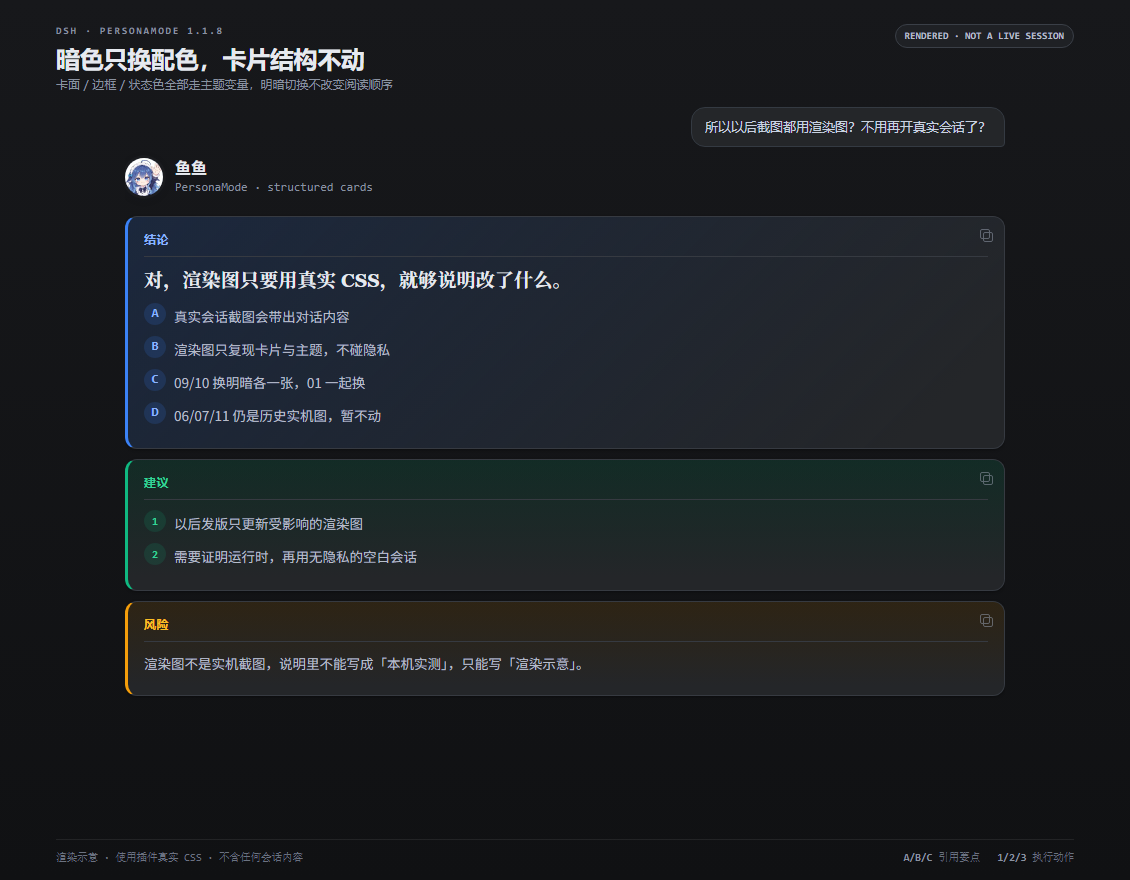 DSH · PERSONAMODE 1.1.8
暗色只换配色，卡片结构不动
卡面 / 边框 / 状态色全部走主题变量，明暗切换不改变阅读顺序
RENDERED · NOT A LIVE SESSION
所以以后截图都用渲染图？不用再开真实会话了？
鱼鱼
PersonaMode · structured cards
结论
对，渲染图只要用真实 CSS，就够说明改了什么。
A 真实会话截图会带出对话内容
B 渲染图只复现卡片与主题，不碰隐私
C 09/10 换明暗各一张，01 一起换
D 06/07/11 仍是历史实机图，暂不动
建议
1 以后发版只更新受影响的渲染图
2 需要证明运行时，再用无隐私的空白会话
风险
渲染图不是实机截图，说明里不能写成「本机实测」，只能写「渲染示意」。
渲染示意 · 使用插件真实 CSS · 不含任何会话内容
A/B/C 引用要点 1/2/3 执行动作